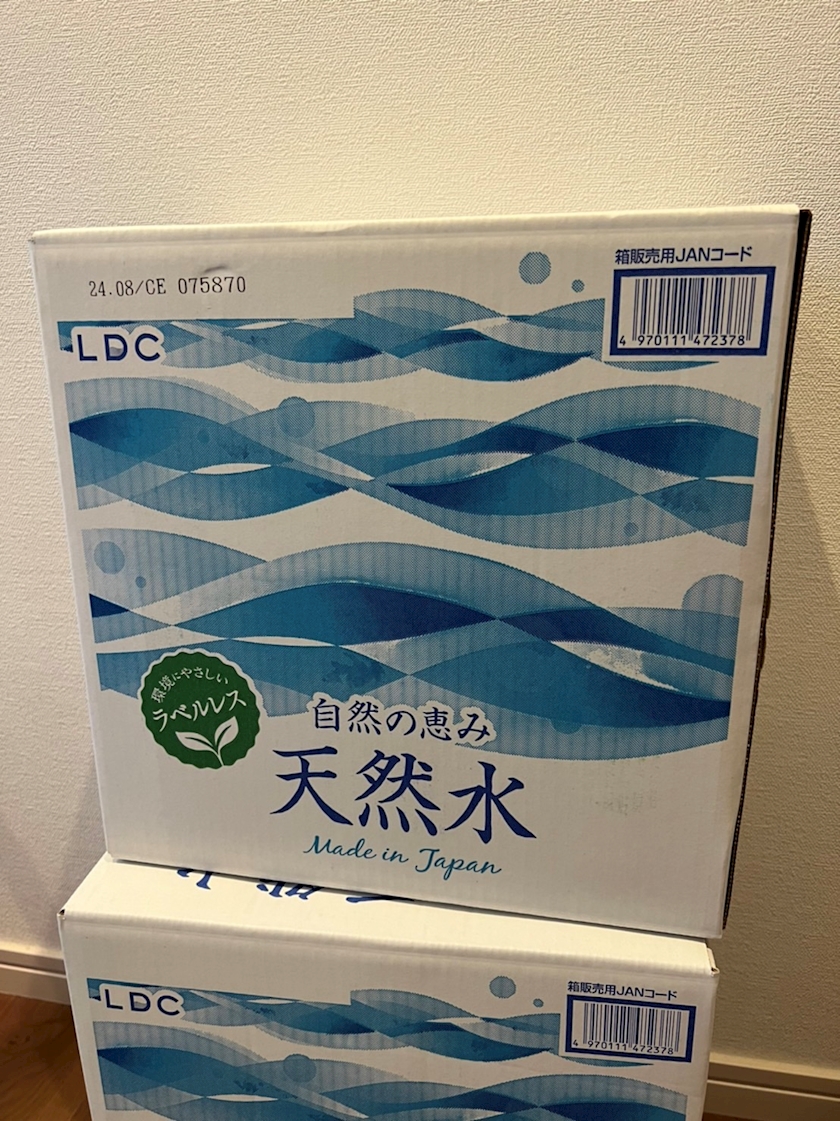 24.08/CE 075870
箱販売用JANコード
4 970111 472378
LDC
環境にやさしい
ラベルレス
自然の恵み
天然水
Made in Japan
LDC
箱販売用JANコード
4 970111 472378